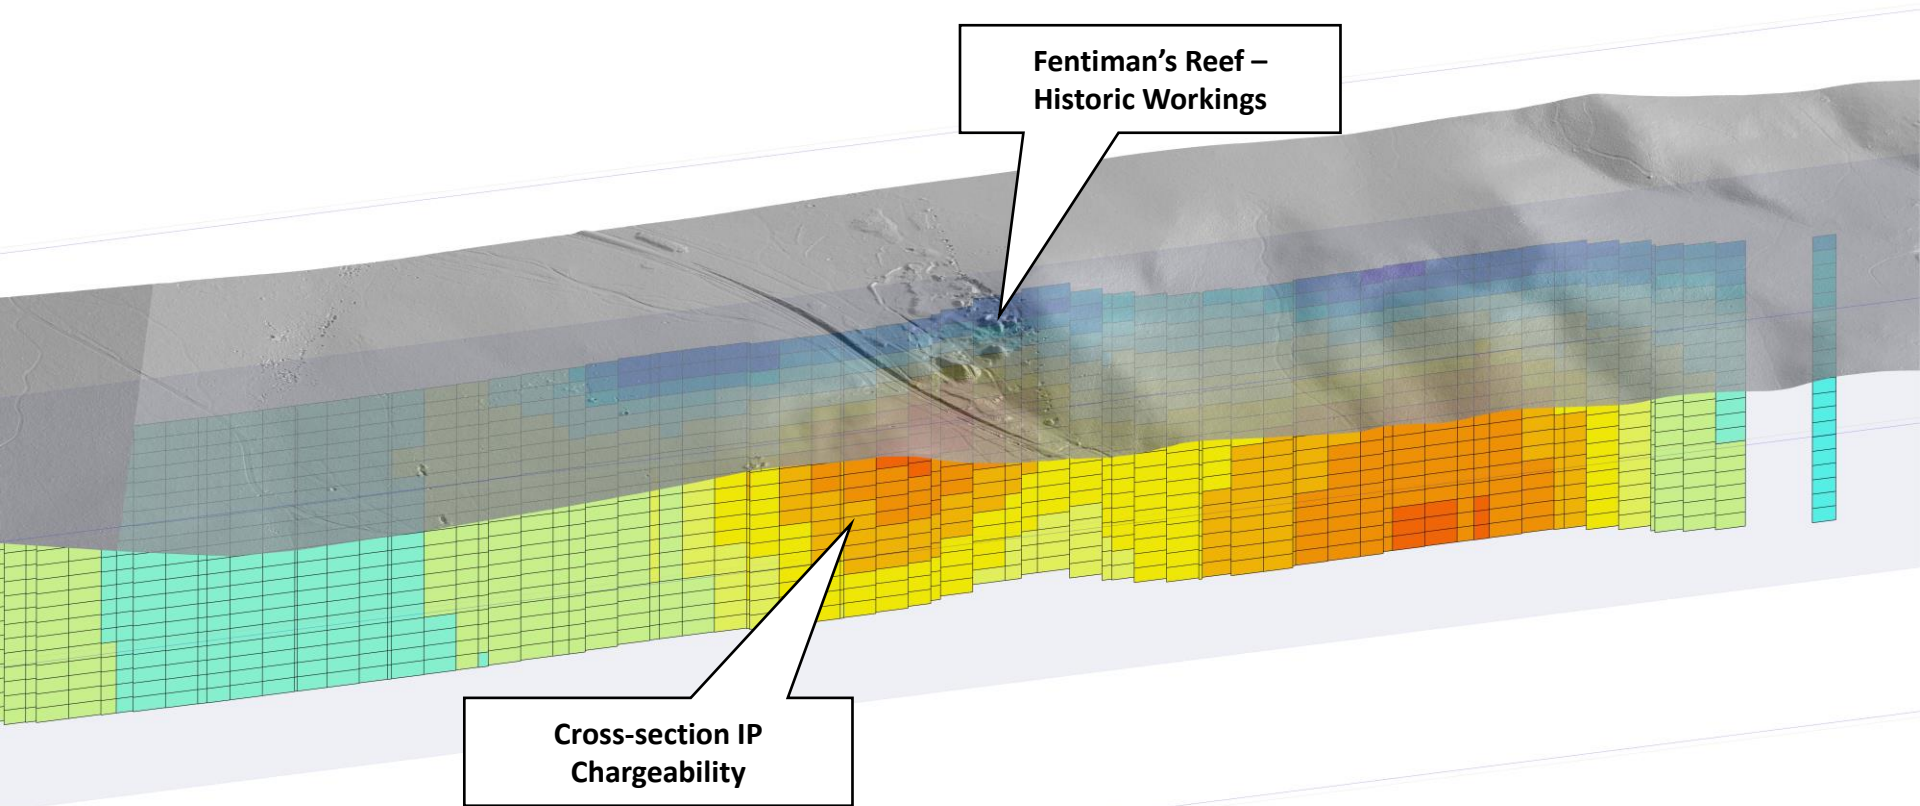 Fentiman’s Reef –
Historic Workings
Cross-section IP
Chargeability